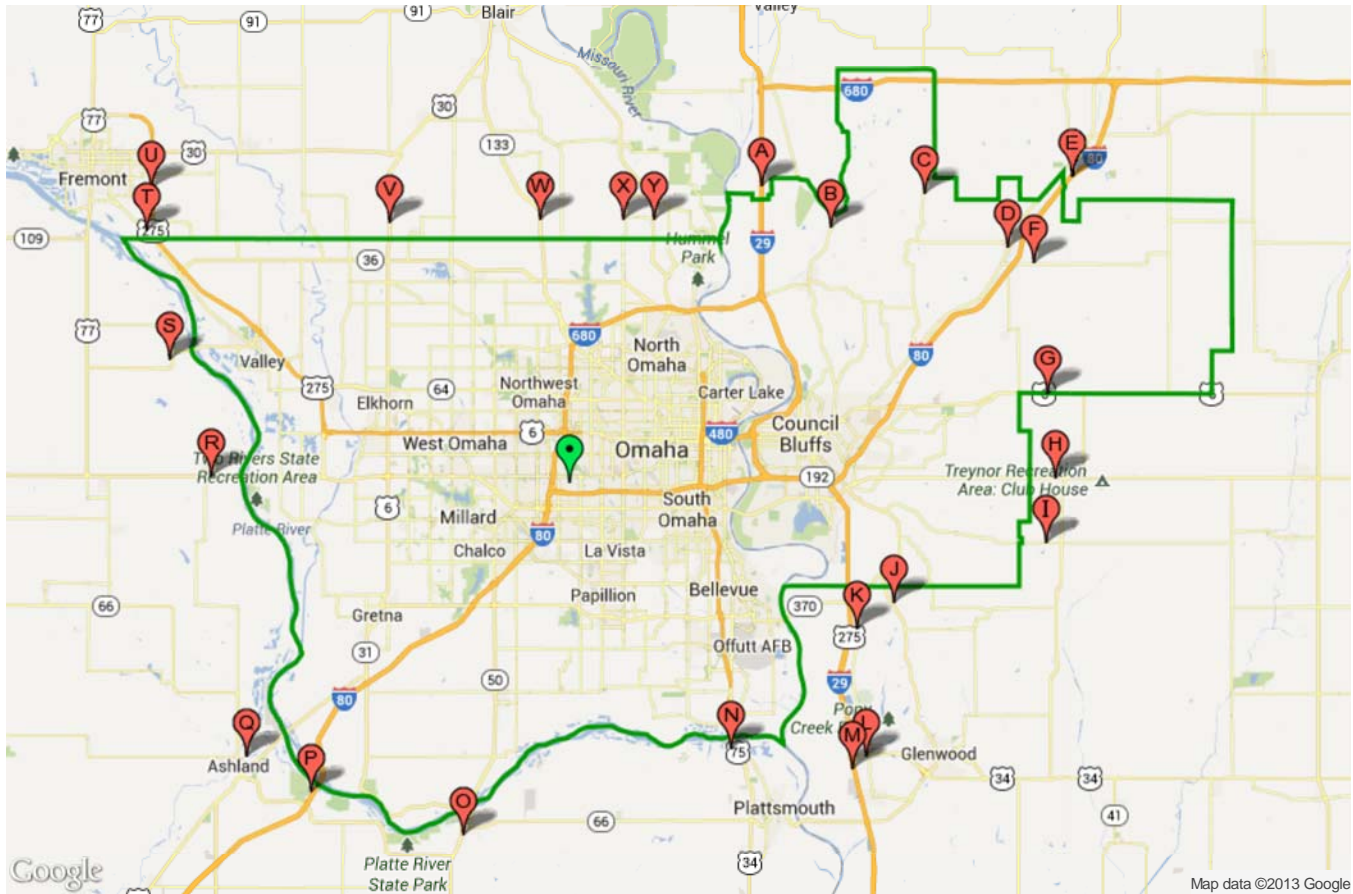 77
91
91
Blair
Valley
Missouri River
30
680
77
133
U
30
A
E
80
Fremont
C
T
V
W
X
Y
B
275
D
F
109
Hummel
Park
29
36
77
S
680
North
Omaha
80
Valley
G
275
64
Northwest
Omaha
Carter Lake
6
6
Elkhorn
Council
Bluffs
R
West Omaha
6
Omaha
480
H
Two Rivers State
Recreation Area
192
Treynor Recreation
Area: Club House
6
Millard
South
Omaha
I
Platte River
80
Chalco
La Vista
J
66
Papillion
Bellevue
370
K
Gretna
275
31
Offutt AFB
50
29
80
Q
N
Pony
Creek
L
M
Ashland
75
Glenwood
P
34
34
O
Plattsmouth
66
41
Platte River
State Park
34
Google
Map data ©2013 Google